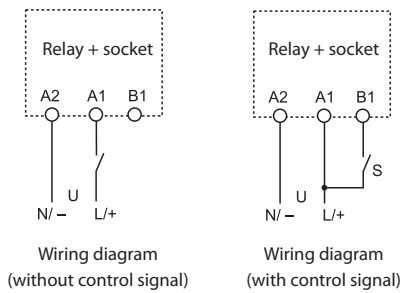 Relay + socket
A2 A1 B1
U
N/ – L/+
Wiring diagram
(without control signal)
Relay + socket
A2 A1 B1
S
U
N/ – L/+
Wiring diagram
(with control signal)